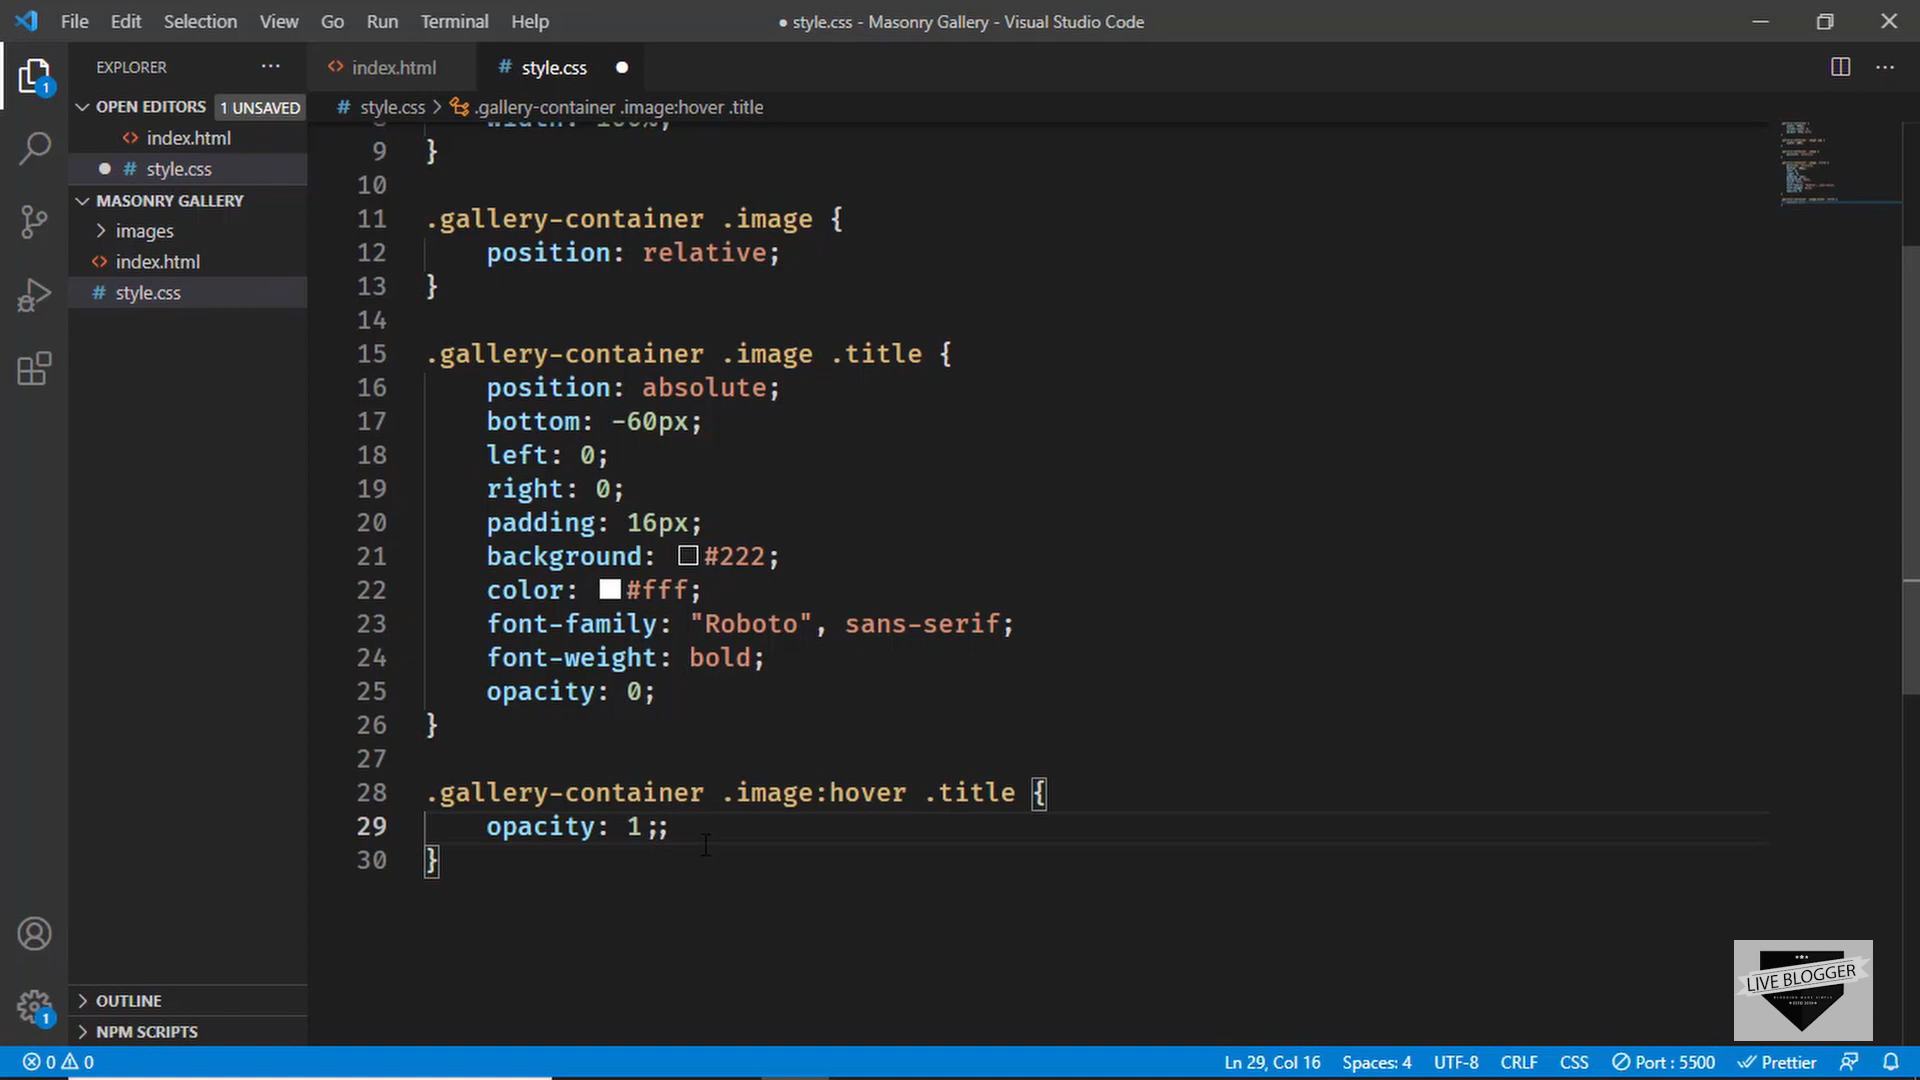 File Edit Selection View Go Run Terminal Help
● style.css - Masonry Gallery - Visual Studio Code
EXPLORER ···
<> index.html
# style.css ●
OPEN EDITORS 1 UNSAVED
# style.css > .gallery-container .image:hover .title
<> index.html
● # style.css
MASONRY GALLERY
> images
<> index.html
# style.css
width: 100%;
9 }
10
11 .gallery-container .image {
12 position: relative;
13 }
14
15 .gallery-container .image .title {
16 position: absolute;
17 bottom: -60px;
18 left: 0;
19 right: 0;
20 padding: 16px;
21 background: #222;
22 color: #fff;
23 font-family: "Roboto", sans-serif;
24 font-weight: bold;
25 opacity: 0;
26 }
27
28 .gallery-container .image:hover .title {
29 opacity: 1;;
30 }
1
1
OUTLINE
NPM SCRIPTS
LIVE BLOGGER
0 0
Ln 29, Col 16 Spaces: 4 UTF-8 CRLF CSS Port : 5500 Prettier